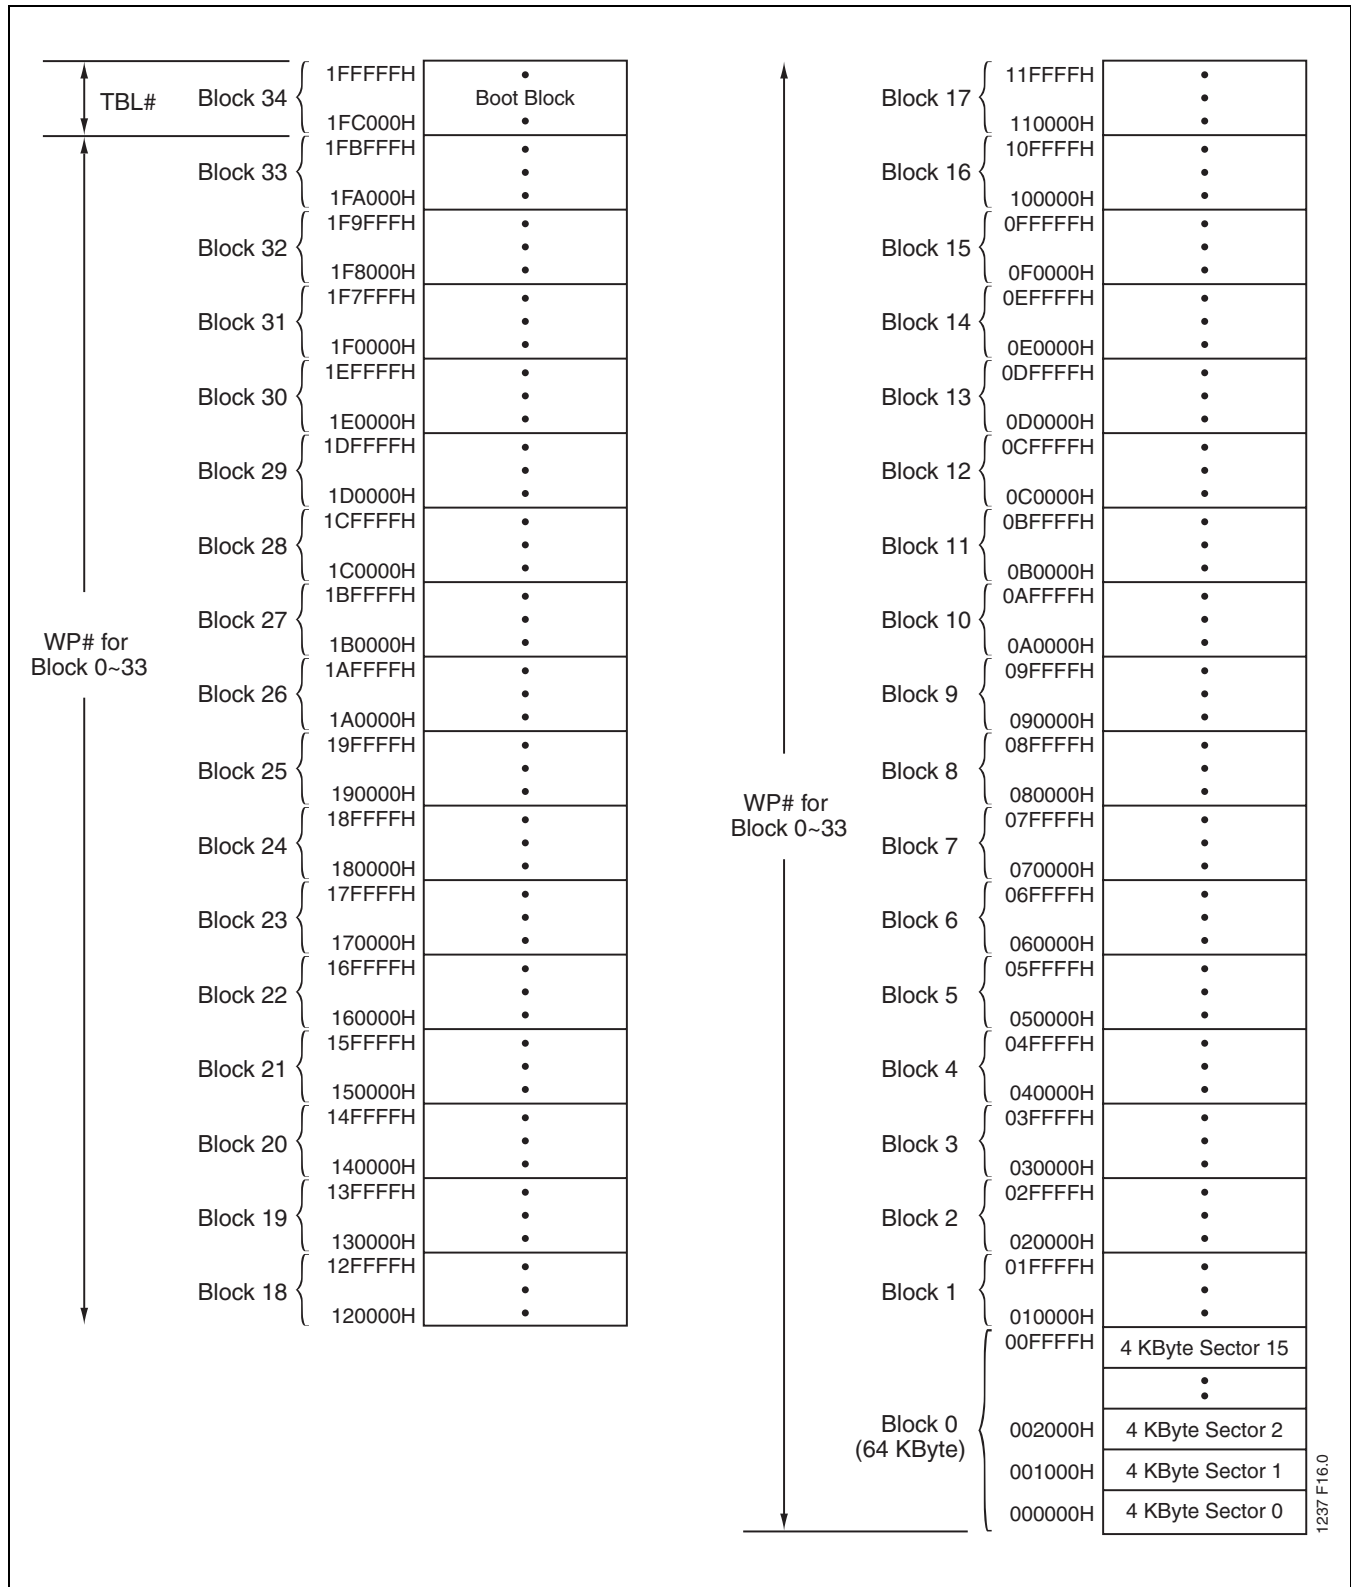 TBL#
WP# for
Block 0~33
Block 34
1FFFFFH
Boot Block
1FC000H
Block 33
1FBFFFH
1FA000H
Block 32
1F9FFFH
1F8000H
Block 31
1F7FFFH
1F0000H
Block 30
1EFFFFH
1E0000H
Block 29
1DFFFFH
1D0000H
Block 28
1CFFFFH
1C0000H
Block 27
1BFFFFH
1B0000H
Block 26
1AFFFFH
1A0000H
Block 25
19FFFFH
190000H
Block 24
18FFFFH
180000H
Block 23
17FFFFH
170000H
Block 22
16FFFFH
160000H
Block 21
15FFFFH
150000H
Block 20
14FFFFH
140000H
Block 19
13FFFFH
130000H
Block 18
12FFFFH
120000H
WP# for
Block 0~33
Block 17
11FFFFH
110000H
Block 16
10FFFFH
100000H
Block 15
0FFFFFH
0F0000H
Block 14
0EFFFFH
0E0000H
Block 13
0DFFFFH
0D0000H
Block 12
0CFFFFH
0C0000H
Block 11
0BFFFFH
0B0000H
Block 10
0AFFFFH
0A0000H
Block 9
09FFFFH
090000H
Block 8
08FFFFH
080000H
Block 7
07FFFFH
070000H
Block 6
06FFFFH
060000H
Block 5
05FFFFH
050000H
Block 4
04FFFFH
040000H
Block 3
03FFFFH
030000H
Block 2
02FFFFH
020000H
Block 1
01FFFFH
010000H
Block 0
(64 KByte)
00FFFFH 4 KByte Sector 15
002000H 4 KByte Sector 2
001000H 4 KByte Sector 1
000000H 4 KByte Sector 0
1237 F16.0